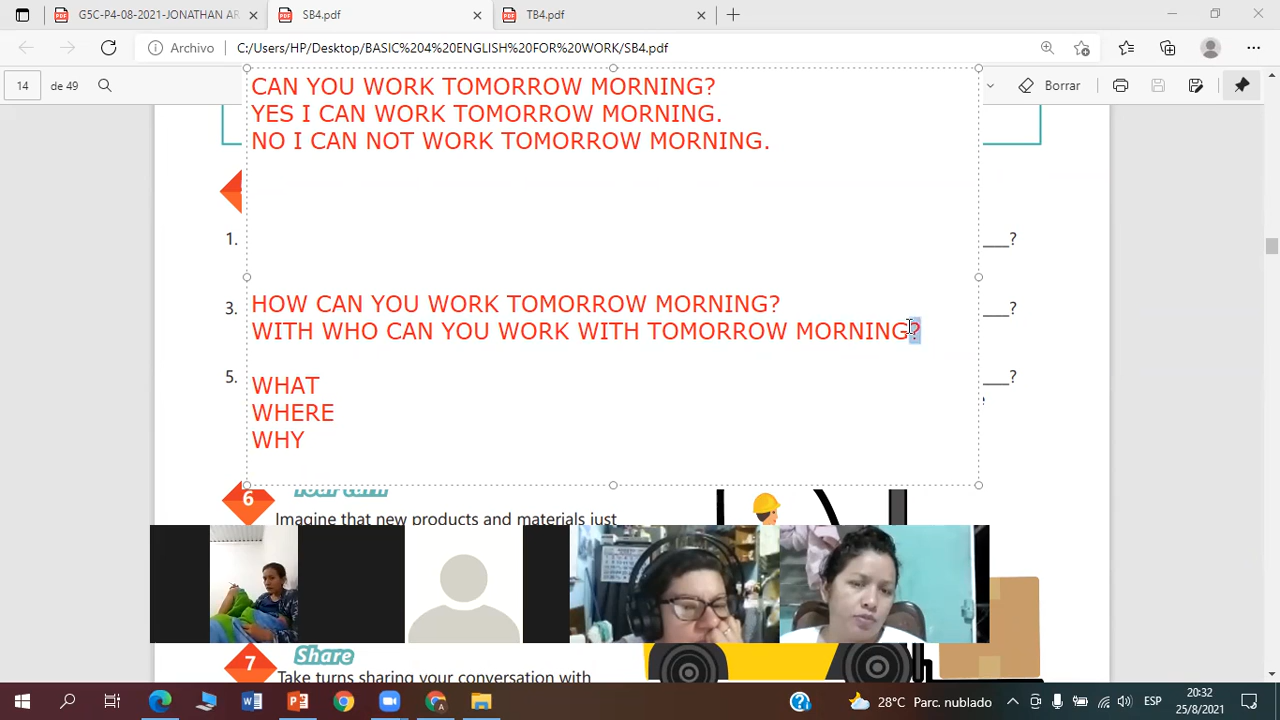 G5C-P4-08-2021-JONATHAN AR
SB4.pdf
TB4.pdf
Archivo
C:/Users/HP/Desktop/BASIC%204%20ENGLISH%20FOR%20WORK/SB4.pdf
14
de 49
Borrar
CAN YOU WORK TOMORROW MORNING?
YES I CAN WORK TOMORROW MORNING.
NO I CAN NOT WORK TOMORROW MORNING.
1.
?
HOW CAN YOU WORK TOMORROW MORNING?
3.
?
WITH WHO CAN YOU WORK WITH TOMORROW MORNING?
5.
?
WHAT
WHERE
WHY
6
Your turn
Imagine that new products and materials just
7
Share
Take turns sharing your conversation with
28°C Parc. nublado
ESP
20:32
25/8/2021